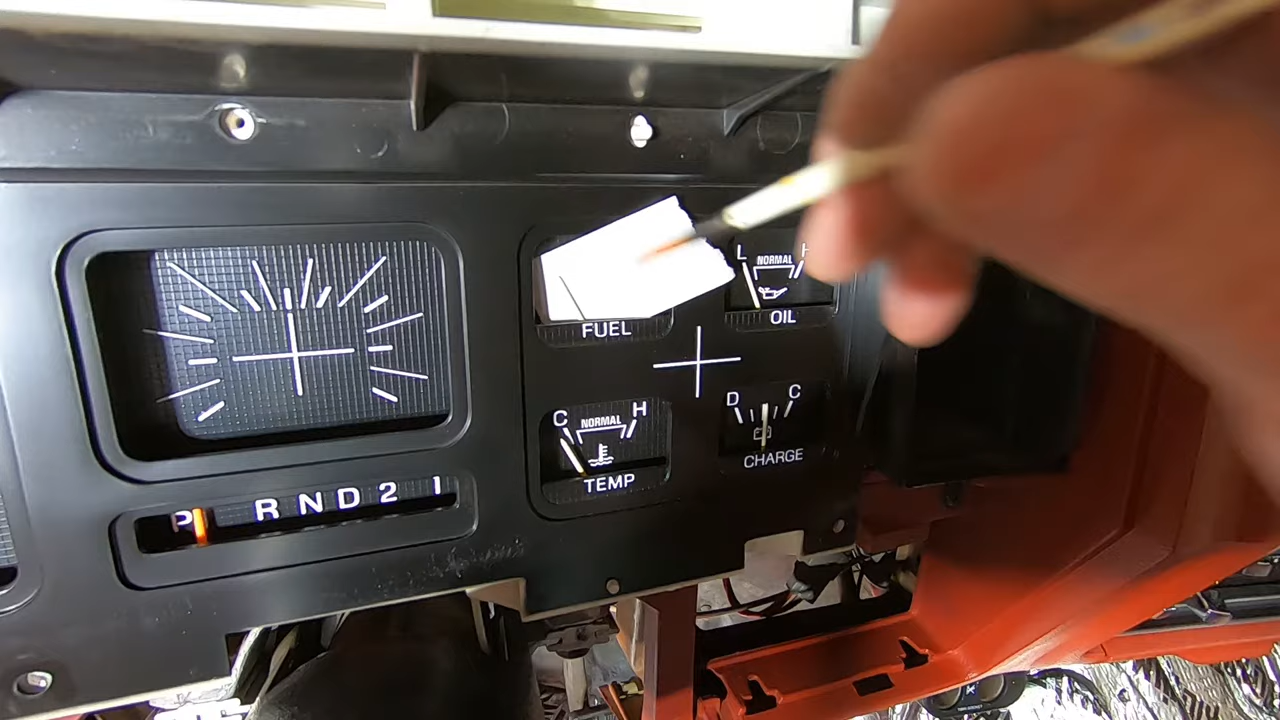 FUEL
L NORMAL H
OIL
C NORMAL H
TEMP
D C
CHARGE
P R N D 2 1